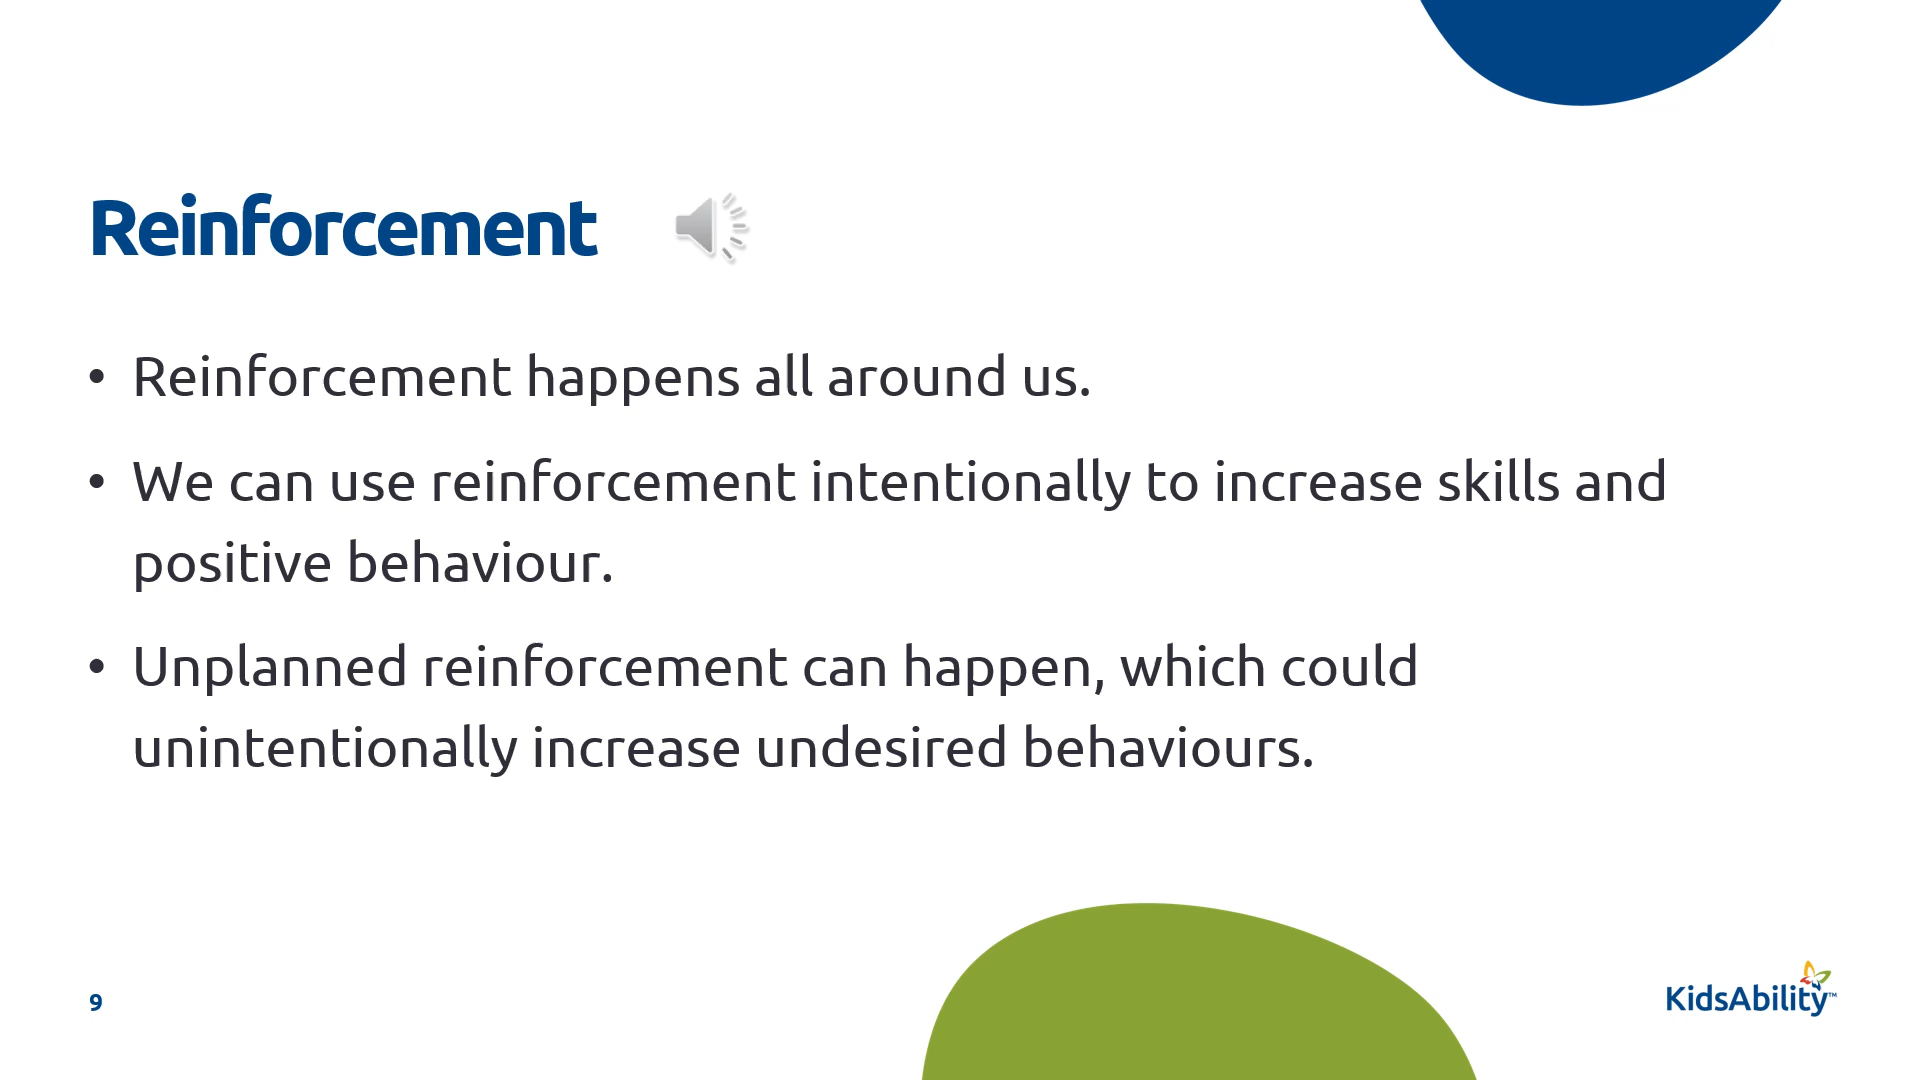 Reinforcement
• Reinforcement happens all around us.
• We can use reinforcement intentionally to increase skills and
positive behaviour.
• Unplanned reinforcement can happen, which could
unintentionally increase undesired behaviours.
9
KidsAbility™